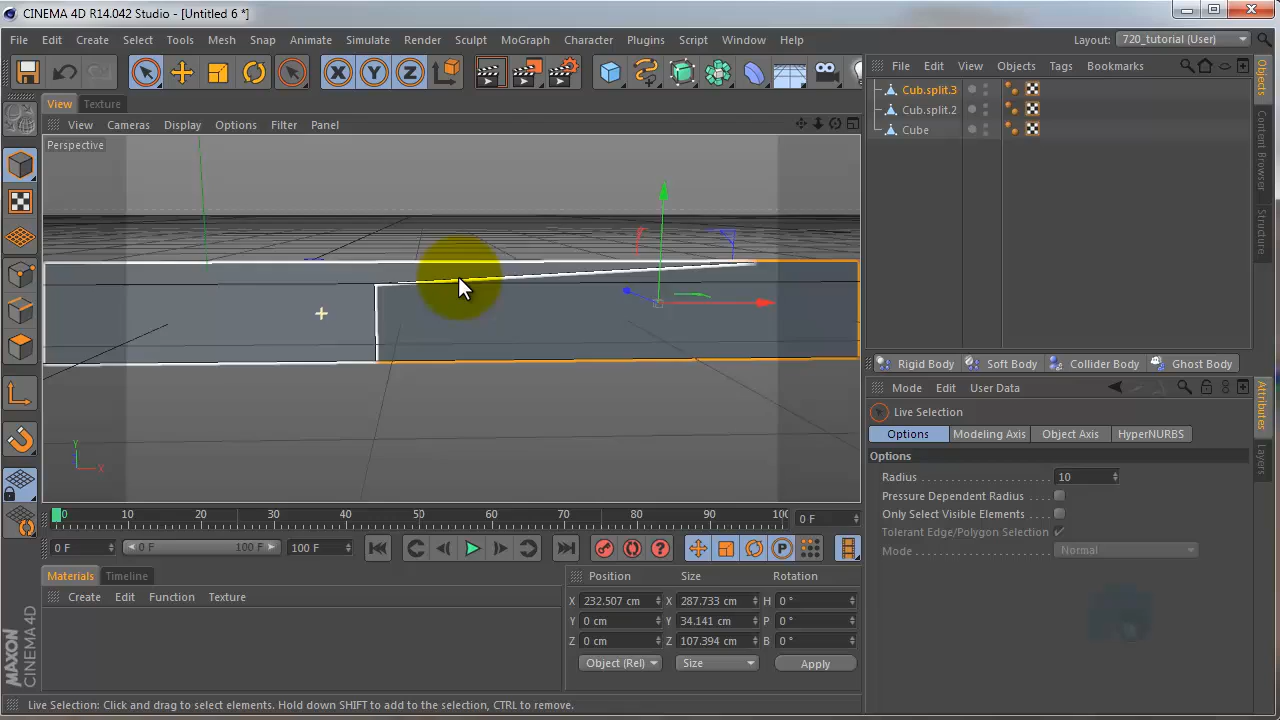 CINEMA 4D R14.042 Studio - [Untitled 6 *]
File Edit Create Select Tools Mesh Snap Animate Simulate Render Sculpt MoGraph Character Plugins Script Window Help Layout: 720_tutorial (User)
X Y Z
View Texture
View Cameras Display Options Filter Panel
Perspective
Y
X
File Edit View Objects Tags Bookmarks
Cub.split.3
Cub.split.2
Cube
Objects
Content Browser
Structure
Rigid Body Soft Body Collider Body Ghost Body
Mode Edit User Data
Live Selection
Options Modeling Axis Object Axis HyperNURBS
Options
Radius 10
Pressure Dependent Radius
Only Select Visible Elements
Tolerant Edge/Polygon Selection
Mode Normal
Attributes
Layers
0 10 20 30 40 50 60 70 80 90 100 0 F
0 F 0 F 100 F 100 F
Materials Timeline
Create Edit Function Texture
Position Size Rotation
X 232.507 cm X 287.733 cm H 0 °
Y 0 cm Y 34.141 cm P 0 °
Z 0 cm Z 107.394 cm B 0 °
Object (Rel) Size Apply
MAXON CINEMA 4D
Live Selection: Click and drag to select elements. Hold down SHIFT to add to the selection, CTRL to remove.